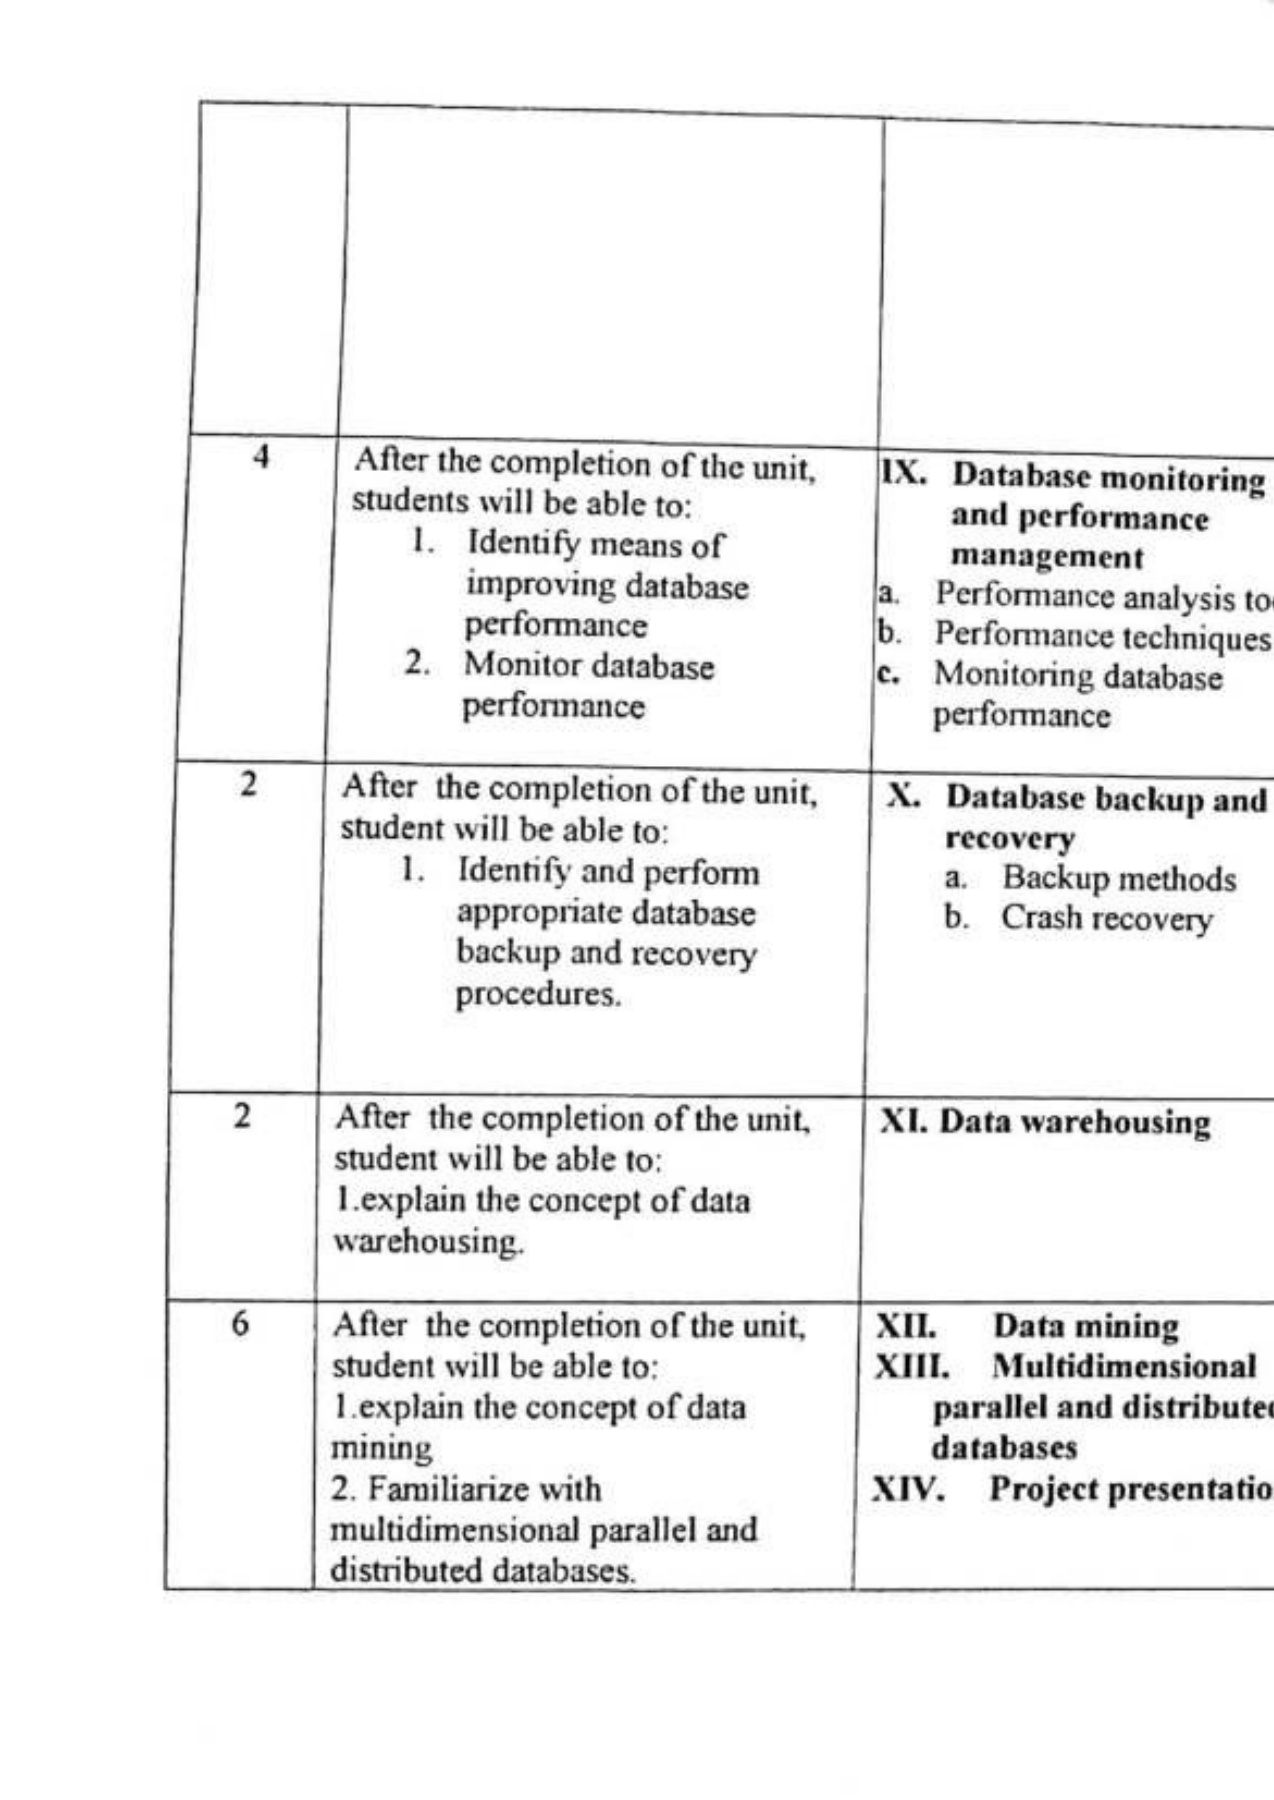 4
After the completion of the unit,
students will be able to:
1. Identify means of
improving database
performance
2. Monitor database
performance
IX. Database monitoring
and performance
management
a. Performance analysis
b. Performance techniques
c. Monitoring database
performance
2
After the completion of the unit,
student will be able to:
1. Identify and perform
appropriate database
backup and recovery
procedures.
X. Database backup and
recovery
a. Backup methods
b. Crash recovery
2
After the completion of the unit,
student will be able to:
1.explain the concept of data
warehousing.
XI. Data warehousing
6
After the completion of the unit,
student will be able to:
1.explain the concept of data
mining
2. Familiarize with
multidimensional parallel and
distributed databases.
XII. Data mining
XIII. Multidimensional
parallel and
databases
XIV. Project